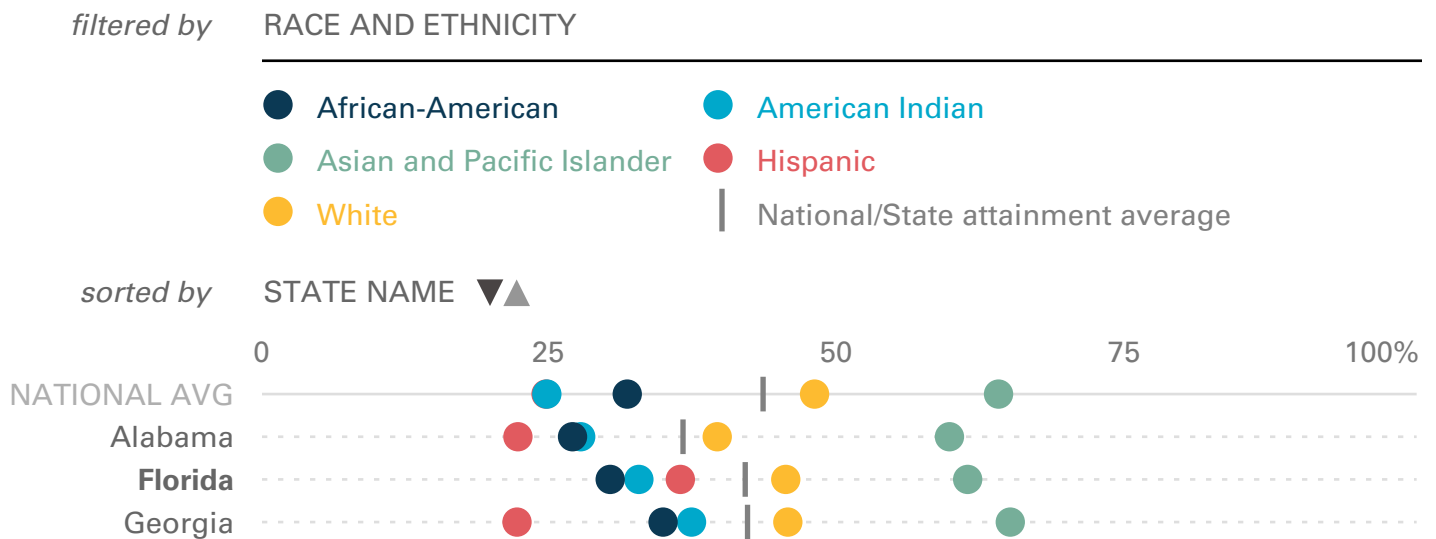 filtered by RACE AND ETHNICITY
African-American American Indian
Asian and Pacific Islander Hispanic
White National/State attainment average
sorted by STATE NAME
0 25 50 75 100%
NATIONAL AVG
Alabama
Florida
Georgia